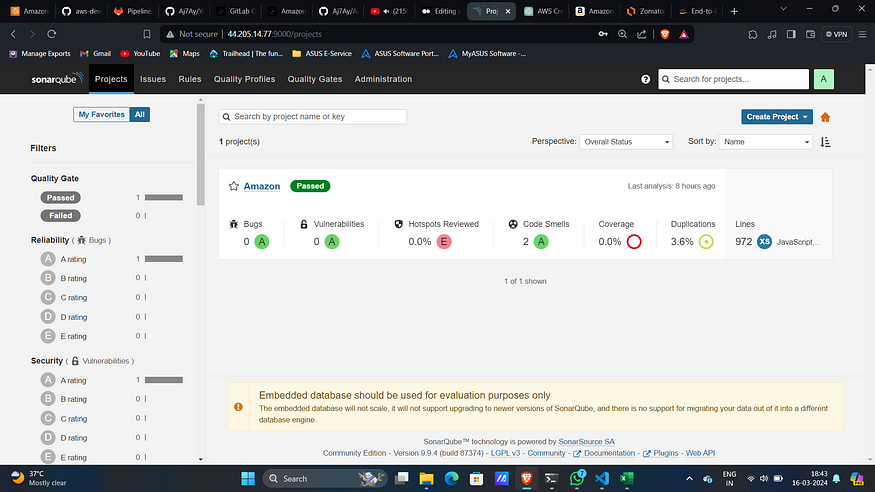 Amazon
aws-dev
Pipeline
Aj7Ay/Y
GitLab C
Amazon
Aj7Ay/A
(215
Editing
Proj
AWS Cre
Amazon
Zomato
End-to-E
Not secure
44.205.14.77:9000/projects
VPN
Manage Exports
Gmail
YouTube
Maps
Trailhead | The fun...
ASUS E-Service
ASUS Software Port...
MyASUS Software -...
sonarqube
Projects
Issues
Rules
Quality Profiles
Quality Gates
Administration
?
Search for projects...
A
My Favorites
All
Search by project name or key
Create Project
1 project(s)
Perspective:
Overall Status
Sort by:
Name
Filters
Quality Gate
Passed
1
Failed
0
Reliability ( Bugs )
A A rating 1
B B rating 0
C C rating 0
D D rating 0
E E rating 0
Security ( Vulnerabilities )
A A rating 1
B B rating 0
C C rating 0
D D rating 0
E E rating 0
Amazon
Passed
Last analysis: 8 hours ago
Bugs
Vulnerabilities
Hotspots Reviewed
Code Smells
Coverage
Duplications
Lines
0 A
0 A
0.0% E
2 A
0.0%
3.6%
972 XS JavaScript...
1 of 1 shown
Embedded database should be used for evaluation purposes only
The embedded database will not scale, it will not support upgrading to newer versions of SonarQube, and there is no support for migrating your data out of it into a different
database engine.
SonarQube™ technology is powered by SonarSource SA
Community Edition - Version 9.9.4 (build 87374) - LGPL v3 - Community - Documentation - Plugins - Web API
37°C
Mostly clear
Search
7
ENG
IN
18:43
16-03-2024